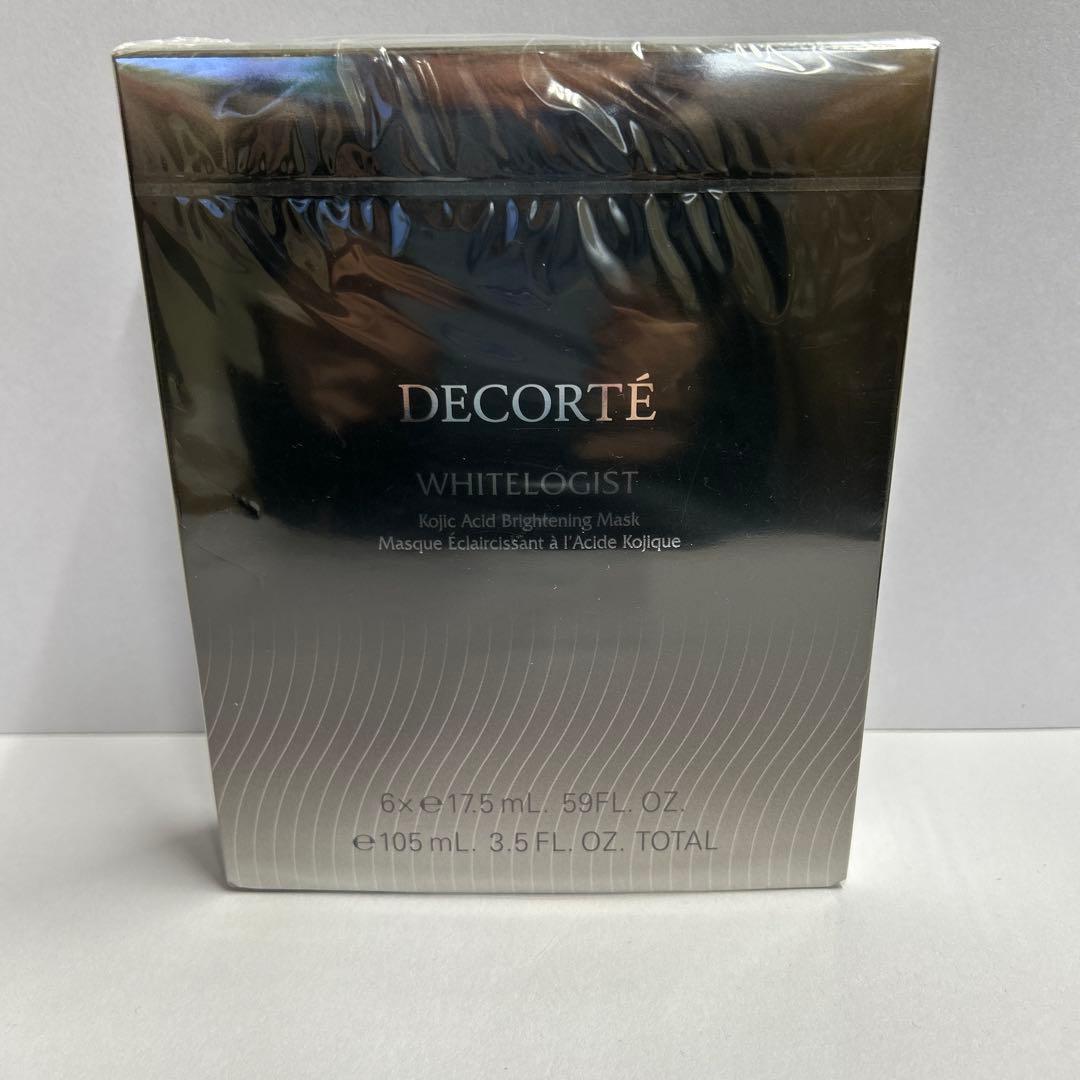 DECORTÉ
WHITELOGIST
Kojic Acid Brightening Mask
Masque Éclaircissant à l'Acide Kojique
6x ℮17.5 mL. 59FL. OZ.
℮105 mL. 3.5 FL. OZ. TOTAL